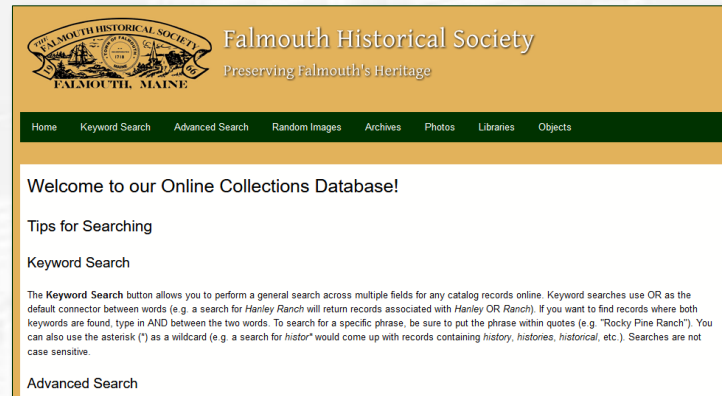 THE FALMOUTH HISTORICAL SOCIETY
1718
19 66
FALMOUTH, MAINE
Falmouth Historical Society
Preserving Falmouth's Heritage
Home Keyword Search Advanced Search Random Images Archives Photos Libraries Objects
Welcome to our Online Collections Database!
Tips for Searching
Keyword Search
The Keyword Search button allows you to perform a general search across multiple fields for any catalog records online. Keyword searches use OR as the
default connector between words (e.g. a search for Hanley Ranch will return records associated with Hanley OR Ranch). If you want to find records where both
keywords are found, type in AND between the two words. To search for a specific phrase, be sure to put the phrase within quotes (e.g. "Rocky Pine Ranch"). You
can also use the asterisk (*) as a wildcard (e.g. a search for histor* would come up with records containing history, histories, historical, etc.). Searches are not
case sensitive.
Advanced Search